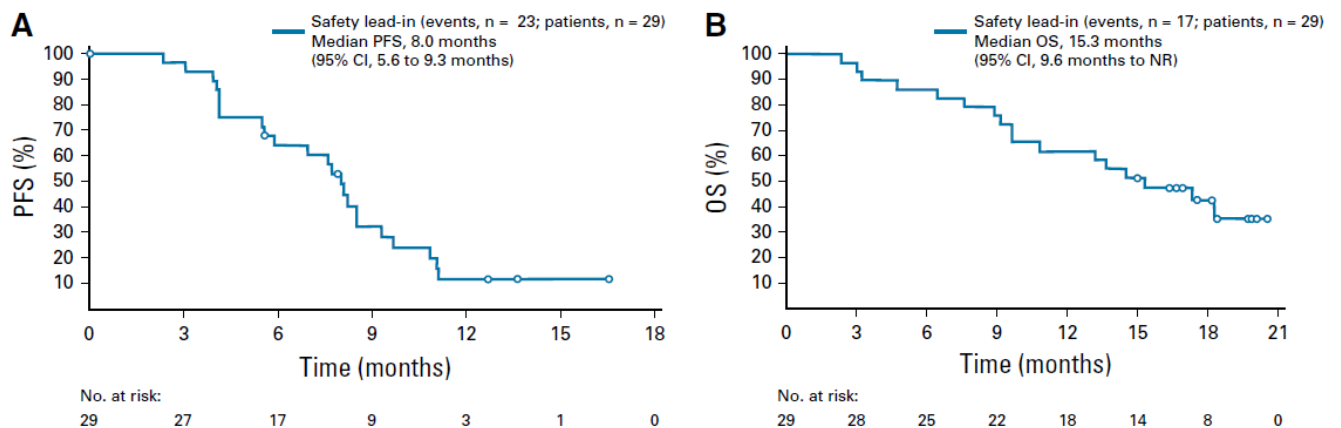 A
Safety lead-in (events, n = 23; patients, n = 29)
Median PFS, 8.0 months
(95% CI, 5.6 to 9.3 months)
100
90
80
70
60
50
40
30
20
10
PFS (%)
0 3 6 9 12 15 18
Time (months)
No. at risk:
29 27 17 9 3 1 0
B
Safety lead-in (events, n = 17; patients, n = 29)
Median OS, 15.3 months
(95% CI, 9.6 months to NR)
100
90
80
70
60
50
40
30
20
10
OS (%)
0 3 6 9 12 15 18 21
Time (months)
No. at risk:
29 28 25 22 18 14 8 0